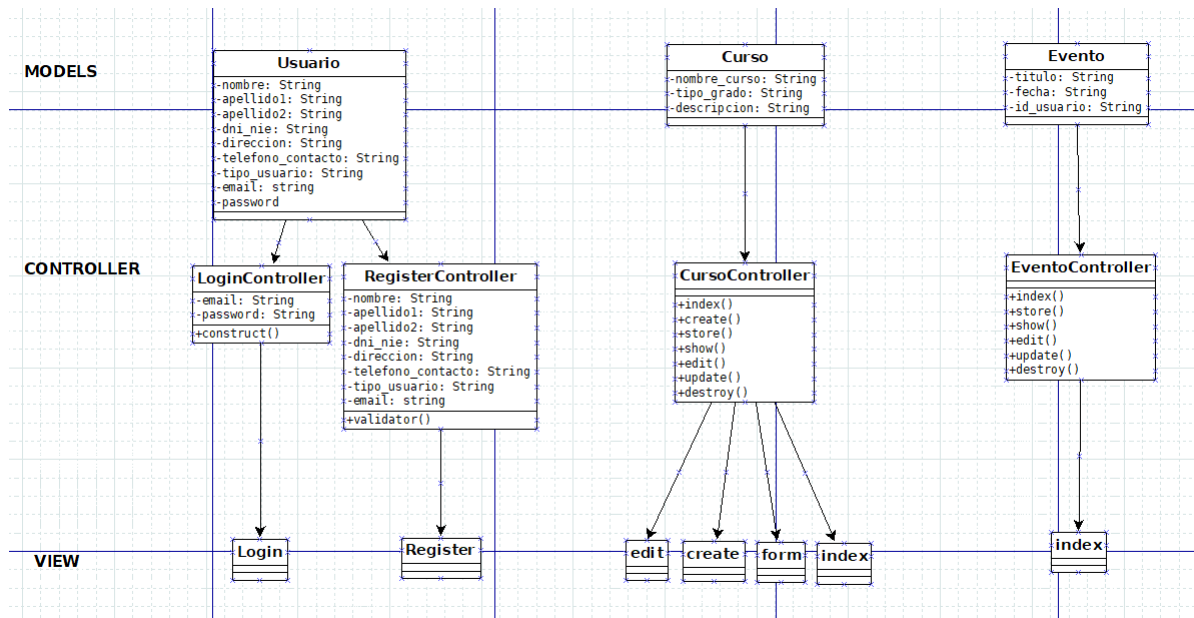 MODELS
Usuario
-nombre: String
-apellido1: String
-apellido2: String
-dni_nie: String
-direccion: String
-telefono_contacto: String
-tipo_usuario: String
-email: string
-password
Curso
-nombre_curso: String
-tipo_grado: String
-descripcion: String
Evento
-titulo: String
-fecha: String
-id_usuario: String
CONTROLLER
LoginController
-email: String
-password: String
+construct()
RegisterController
-nombre: String
-apellido1: String
-apellido2: String
-dni_nie: String
-direccion: String
-telefono_contacto: String
-tipo_usuario: String
-email: string
+validator()
CursoController
+index()
+create()
+store()
+show()
+edit()
+update()
+destroy()
EventoController
+index()
+store()
+show()
+edit()
+update()
+destroy()
VIEW
Login
Register
edit
create
form
index
index